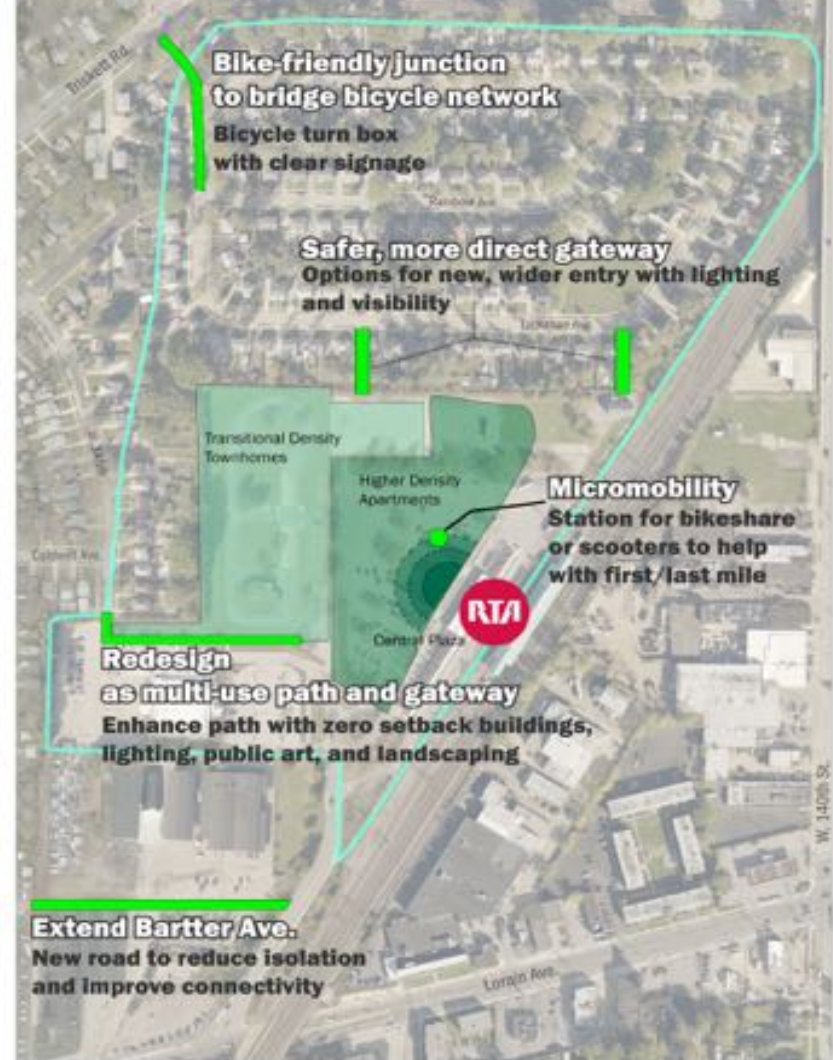 Triskett Rd.
Bike-friendly junction
to bridge bicycle network
Bicycle turn box
with clear signage
Rainbow Ave.
Safer, more direct gateway
Options for new, wider entry with lighting
and visibility
Transitional Density
Townhomes
Higher Density
Apartments
Micromobility
Station for bikeshare
or scooters to help
with first/last mile
RTA
Central Plaza
Redesign
as multi-use path and gateway
Enhance path with zero setback buildings,
lighting, public art, and landscaping
W. 140th St.
Extend Bartter Ave.
New road to reduce isolation
and improve connectivity
Lorain Ave.